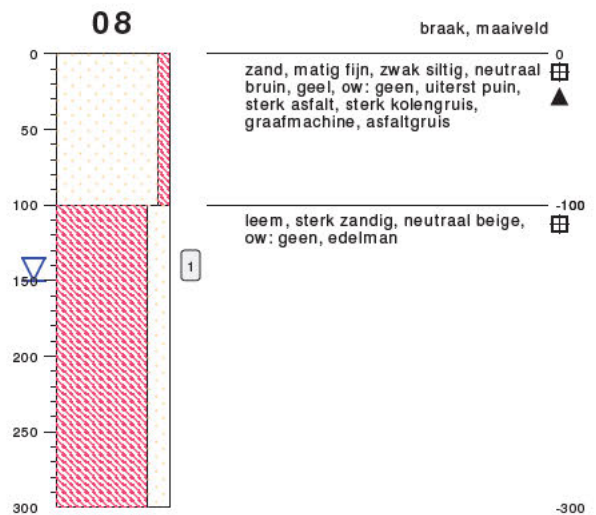 08
braak, maaiveld
0
0
zand, matig fijn, zwak siltig, neutraal
bruin, geel, ow: geen, uiterst puin,
sterk asfalt, sterk kolengruis,
graafmachine, asfaltgruis
50
100
-100
leem, sterk zandig, neutraal beige,
ow: geen, edelman
150
1
200
250
300
-300